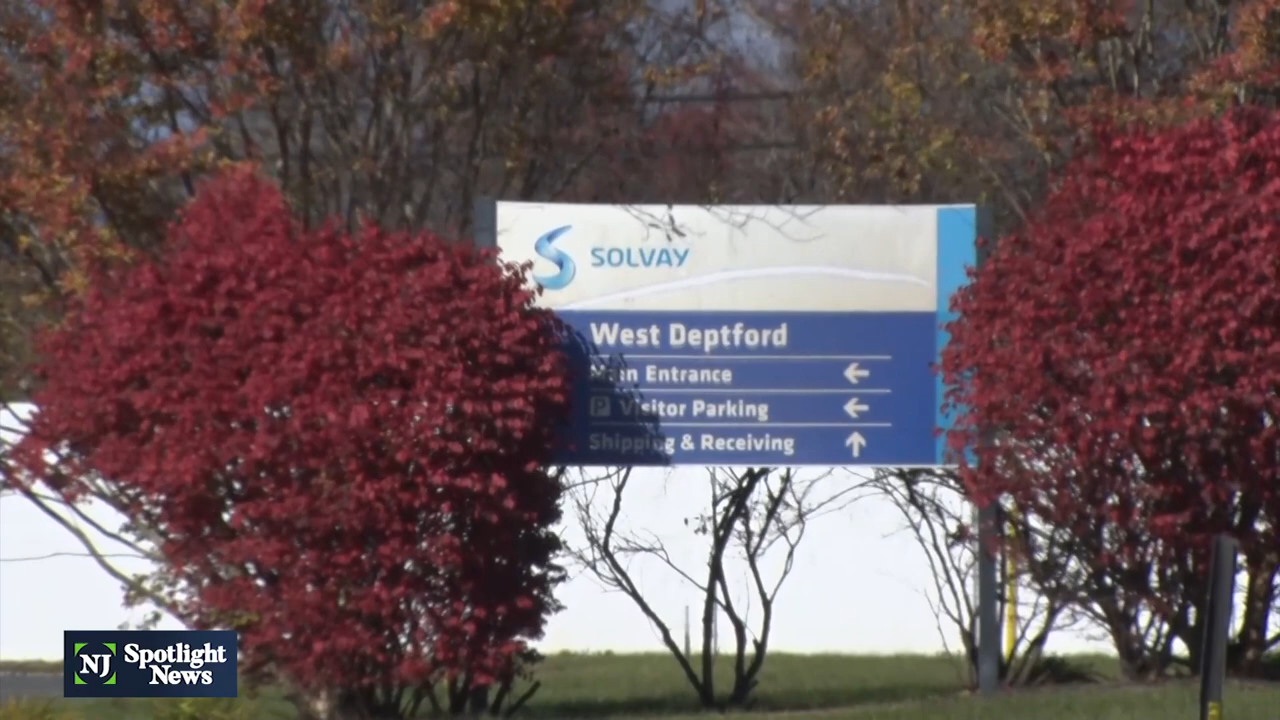 SOLVAY
West Deptford
Main Entrance ←
P Visitor Parking ←
Shipping & Receiving ↑
NJ Spotlight
News